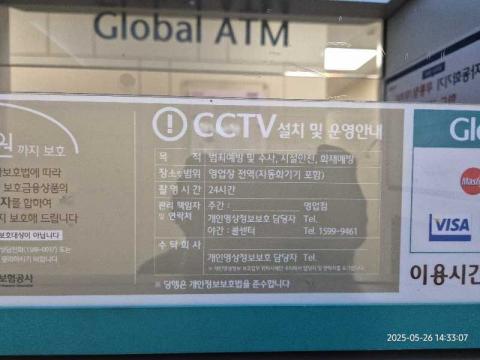 Global ATM
CCTV 설치 및 운영안내
목 적 범죄예방 및 수사, 시설안전, 화재예방
장소·범위 영업장 전역(자동화기기 포함)
촬영시간 24시간
관리 책임자 및 연락처
주간: 영업점
개인영상정보보호 담당자 Tel.
야간: 콜센터 Tel. 1599-9461
수탁회사
개인영상정보보호 담당자 Tel.
※ 당행은 개인정보보호법을 준수합니다
원 까지 보호
보호법에 따라
보호금융상품의
자를 합하여
보호해 드립니다
보호대상이 아닙니다
보험공사
Glo
VISA
이용시간
2025-05-26 14:33:07